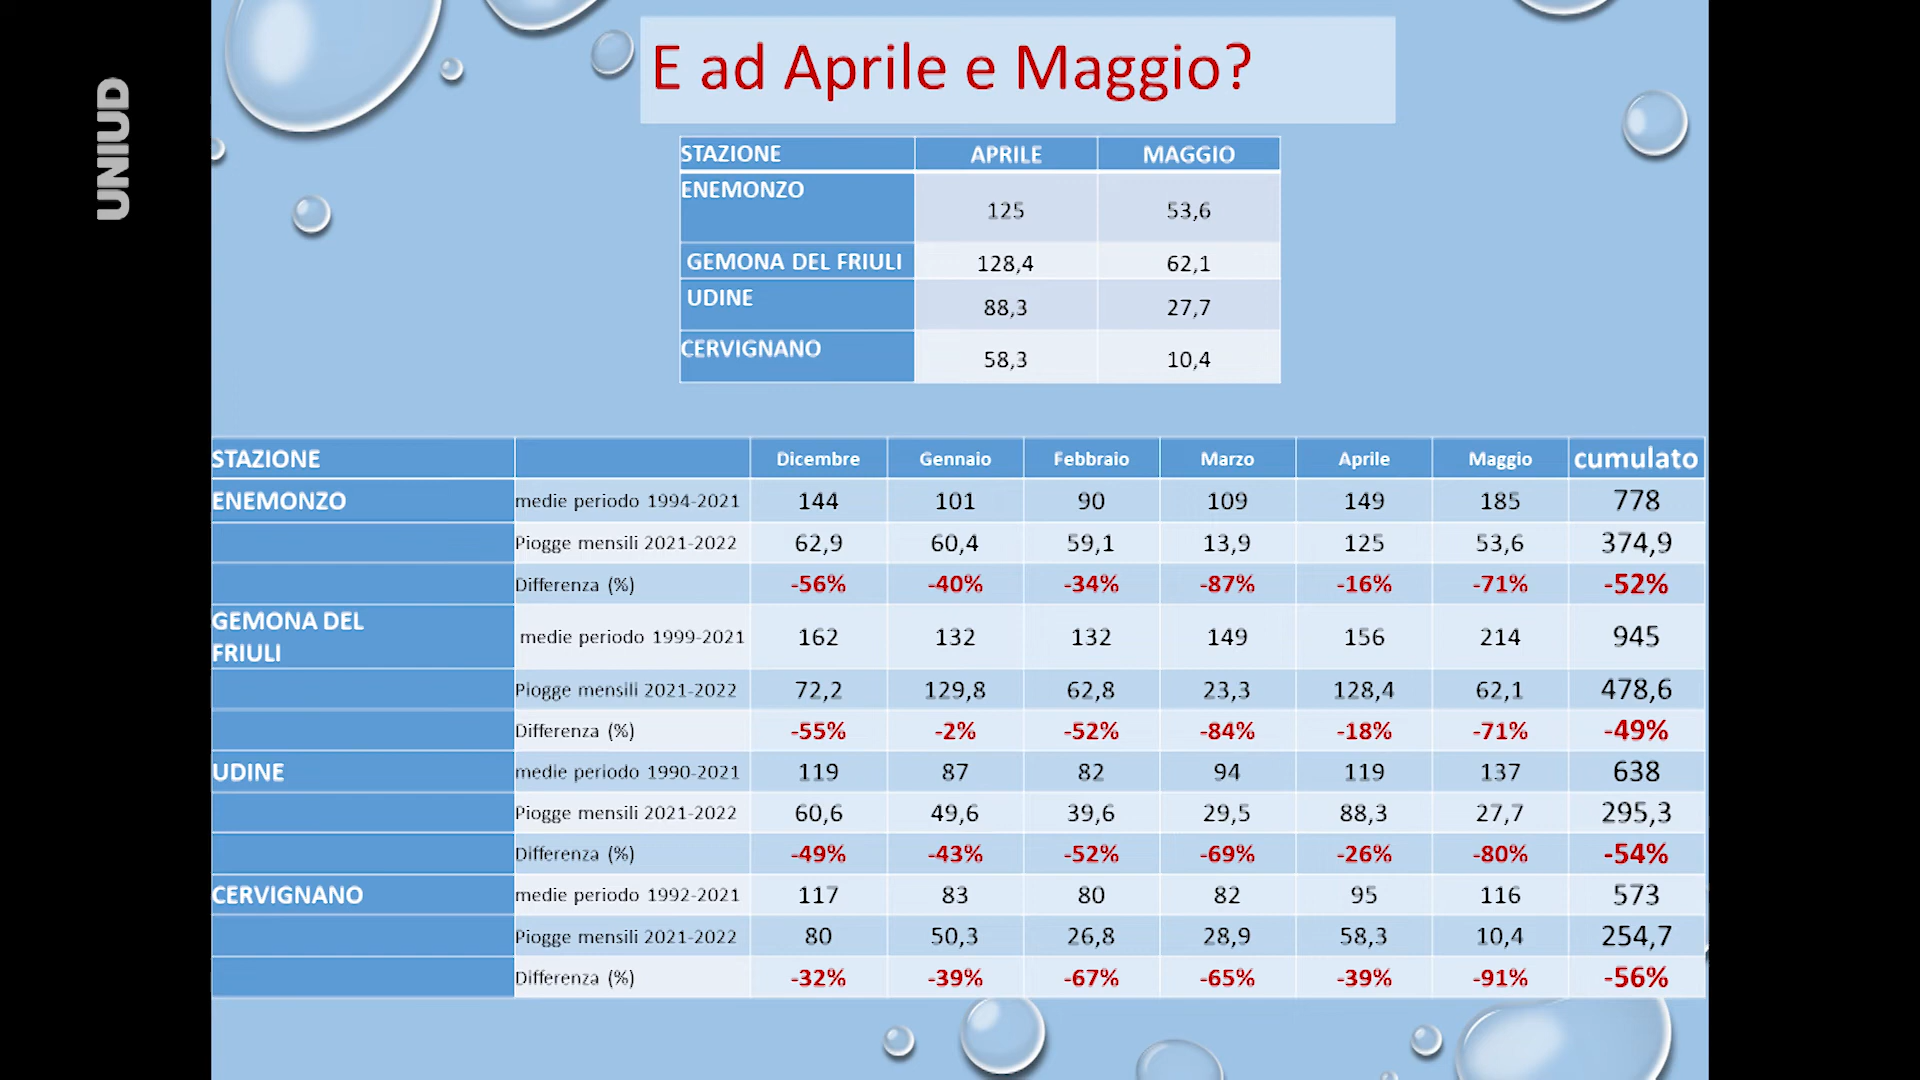 UNIUD
E ad Aprile e Maggio?
STAZIONE APRILE MAGGIO
ENEMONZO 125 53,6
GEMONA DEL FRIULI 128,4 62,1
UDINE 88,3 27,7
CERVIGNANO 58,3 10,4
STAZIONE Dicembre Gennaio Febbraio Marzo Aprile Maggio cumulato
ENEMONZO medie periodo 1994-2021 144 101 90 109 149 185 778
Piogge mensili 2021-2022 62,9 60,4 59,1 13,9 125 53,6 374,9
Differenza (%) -56% -40% -34% -87% -16% -71% -52%
GEMONA DEL
FRIULI medie periodo 1999-2021 162 132 132 149 156 214 945
Piogge mensili 2021-2022 72,2 129,8 62,8 23,3 128,4 62,1 478,6
Differenza (%) -55% -2% -52% -84% -18% -71% -49%
UDINE medie periodo 1990-2021 119 87 82 94 119 137 638
Piogge mensili 2021-2022 60,6 49,6 39,6 29,5 88,3 27,7 295,3
Differenza (%) -49% -43% -52% -69% -26% -80% -54%
CERVIGNANO medie periodo 1992-2021 117 83 80 82 95 116 573
Piogge mensili 2021-2022 80 50,3 26,8 28,9 58,3 10,4 254,7
Differenza (%) -32% -39% -67% -65% -39% -91% -56%